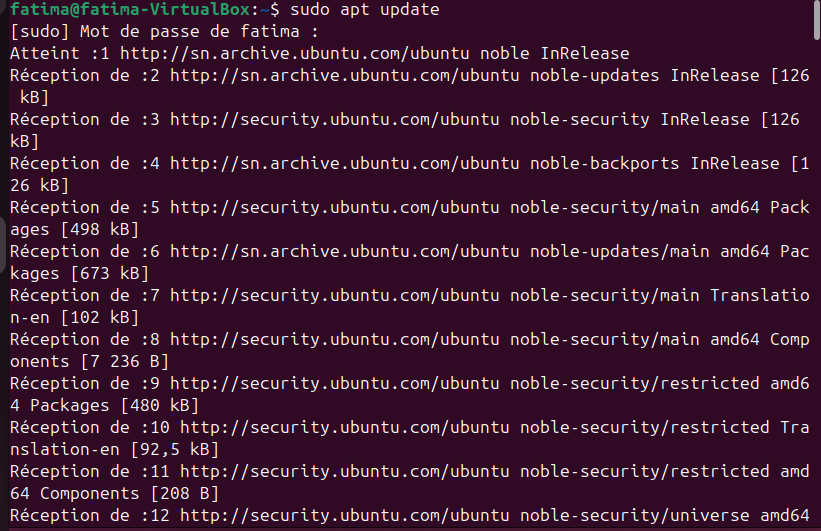 fatima@fatima-VirtualBox:~$ sudo apt update
[sudo] Mot de passe de fatima :
Atteint :1 http://sn.archive.ubuntu.com/ubuntu noble InRelease
Réception de :2 http://sn.archive.ubuntu.com/ubuntu noble-updates InRelease [126
 kB]
Réception de :3 http://security.ubuntu.com/ubuntu noble-security InRelease [126
kB]
Réception de :4 http://sn.archive.ubuntu.com/ubuntu noble-backports InRelease [1
26 kB]
Réception de :5 http://security.ubuntu.com/ubuntu noble-security/main amd64 Pack
ages [498 kB]
Réception de :6 http://sn.archive.ubuntu.com/ubuntu noble-updates/main amd64 Pac
kages [673 kB]
Réception de :7 http://security.ubuntu.com/ubuntu noble-security/main Translatio
n-en [102 kB]
Réception de :8 http://security.ubuntu.com/ubuntu noble-security/main amd64 Comp
onents [7 236 B]
Réception de :9 http://security.ubuntu.com/ubuntu noble-security/restricted amd6
4 Packages [480 kB]
Réception de :10 http://security.ubuntu.com/ubuntu noble-security/restricted Tra
nslation-en [92,5 kB]
Réception de :11 http://security.ubuntu.com/ubuntu noble-security/restricted amd
64 Components [208 B]
Réception de :12 http://security.ubuntu.com/ubuntu noble-security/universe amd64